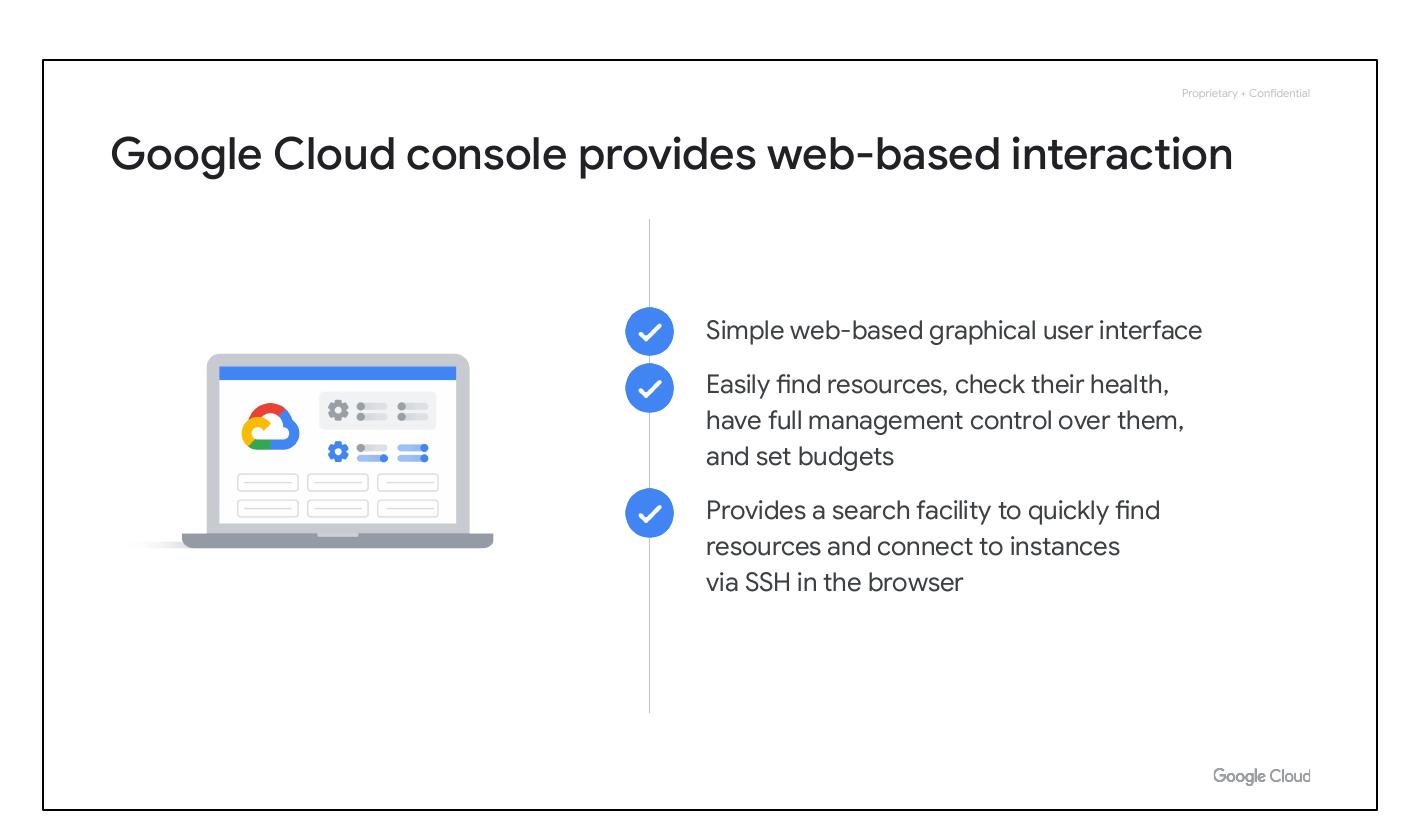 Proprietary + Confidential
Google Cloud console provides web-based interaction
Simple web-based graphical user interface
Easily find resources, check their health,
have full management control over them,
and set budgets
Provides a search facility to quickly find
resources and connect to instances
via SSH in the browser
Google Cloud